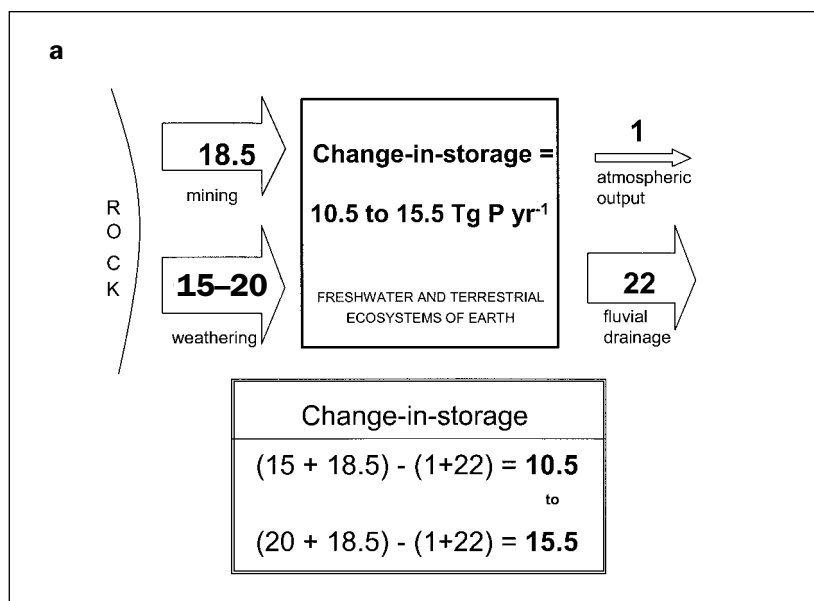 a
ROCK
18.5
mining
15–20
weathering
Change-in-storage =
10.5 to 15.5 Tg P yr-1
FRESHWATER AND TERRESTRIAL
ECOSYSTEMS OF EARTH
1
atmospheric
output
22
fluvial
drainage
Change-in-storage
(15 + 18.5) - (1+22) = 10.5
to
(20 + 18.5) - (1+22) = 15.5